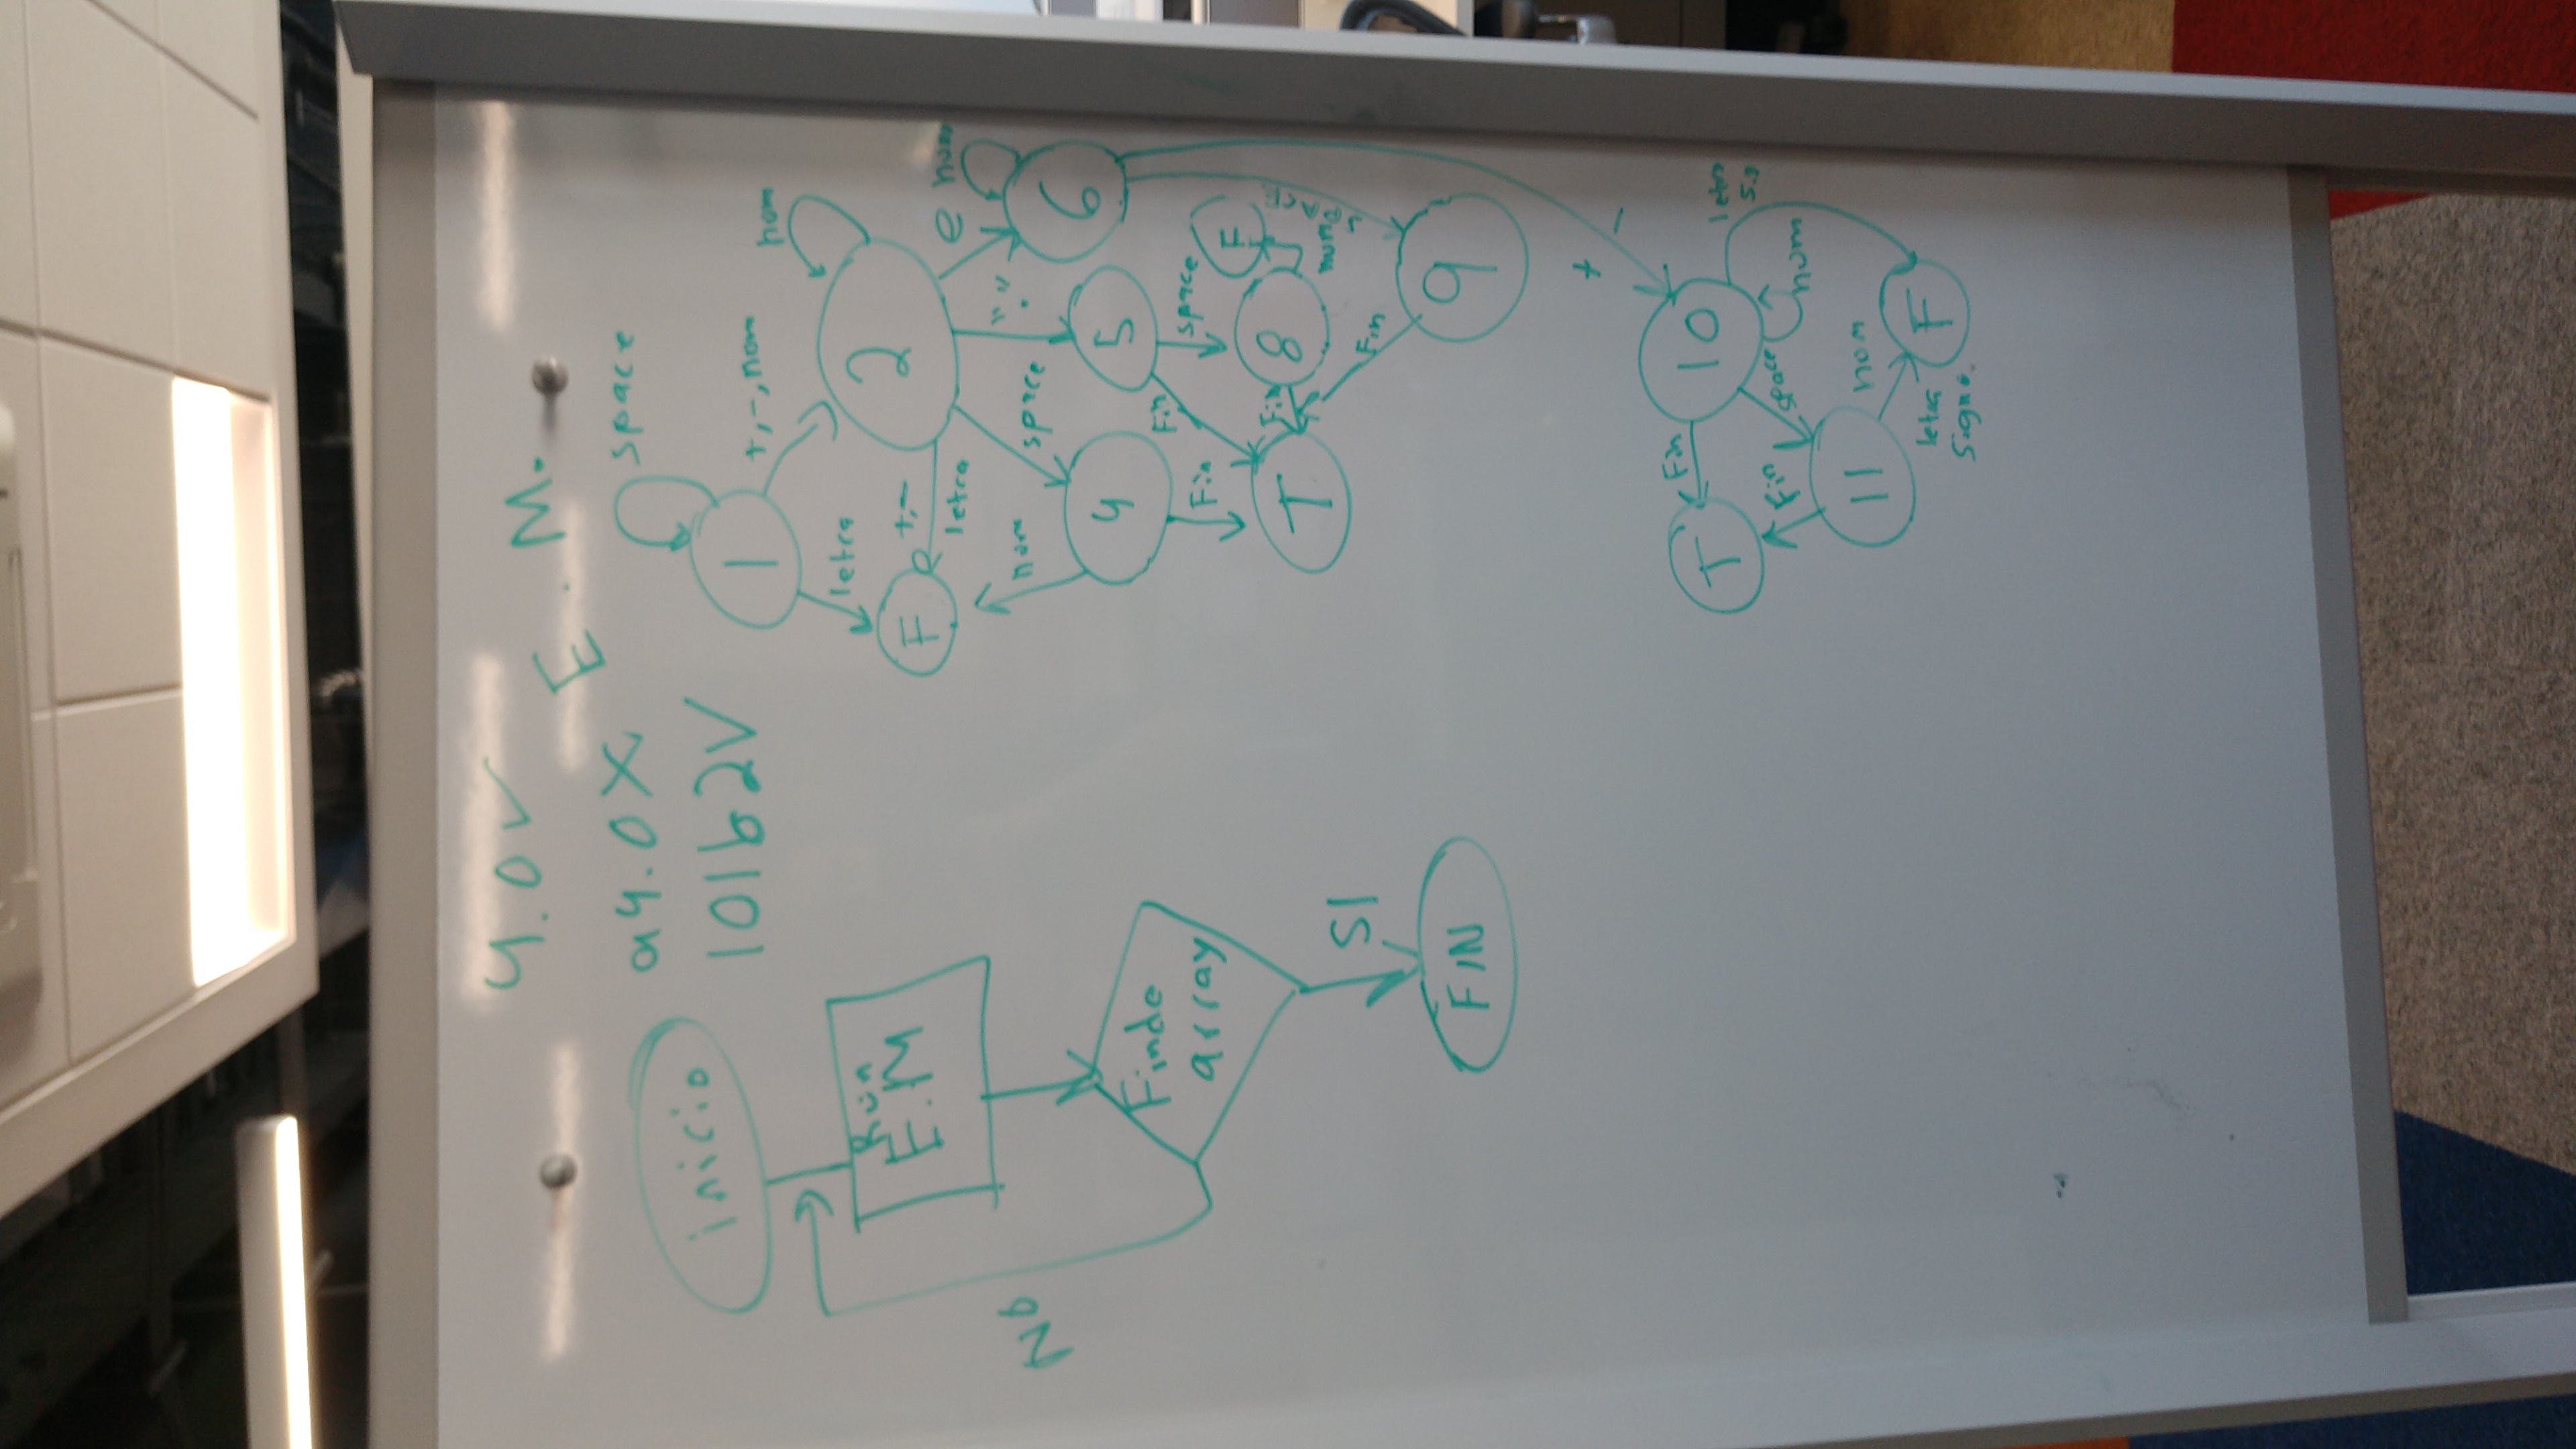 4.0 ✓
a4.0 X
101b2 V
inicio
Run
E.M
Finde
array
NO
SI
FIN
E. M.
space
1
+,-,num
num
letra
2
F
+,-
letra
e
num
num
space
"."
6
4
5
Fin
Fin
space
F
T
Fin
8
num
SPACE
Fin
9
+
-
T
Fin
10
letra
Fin
space
num
11
num
letra
signo.
F